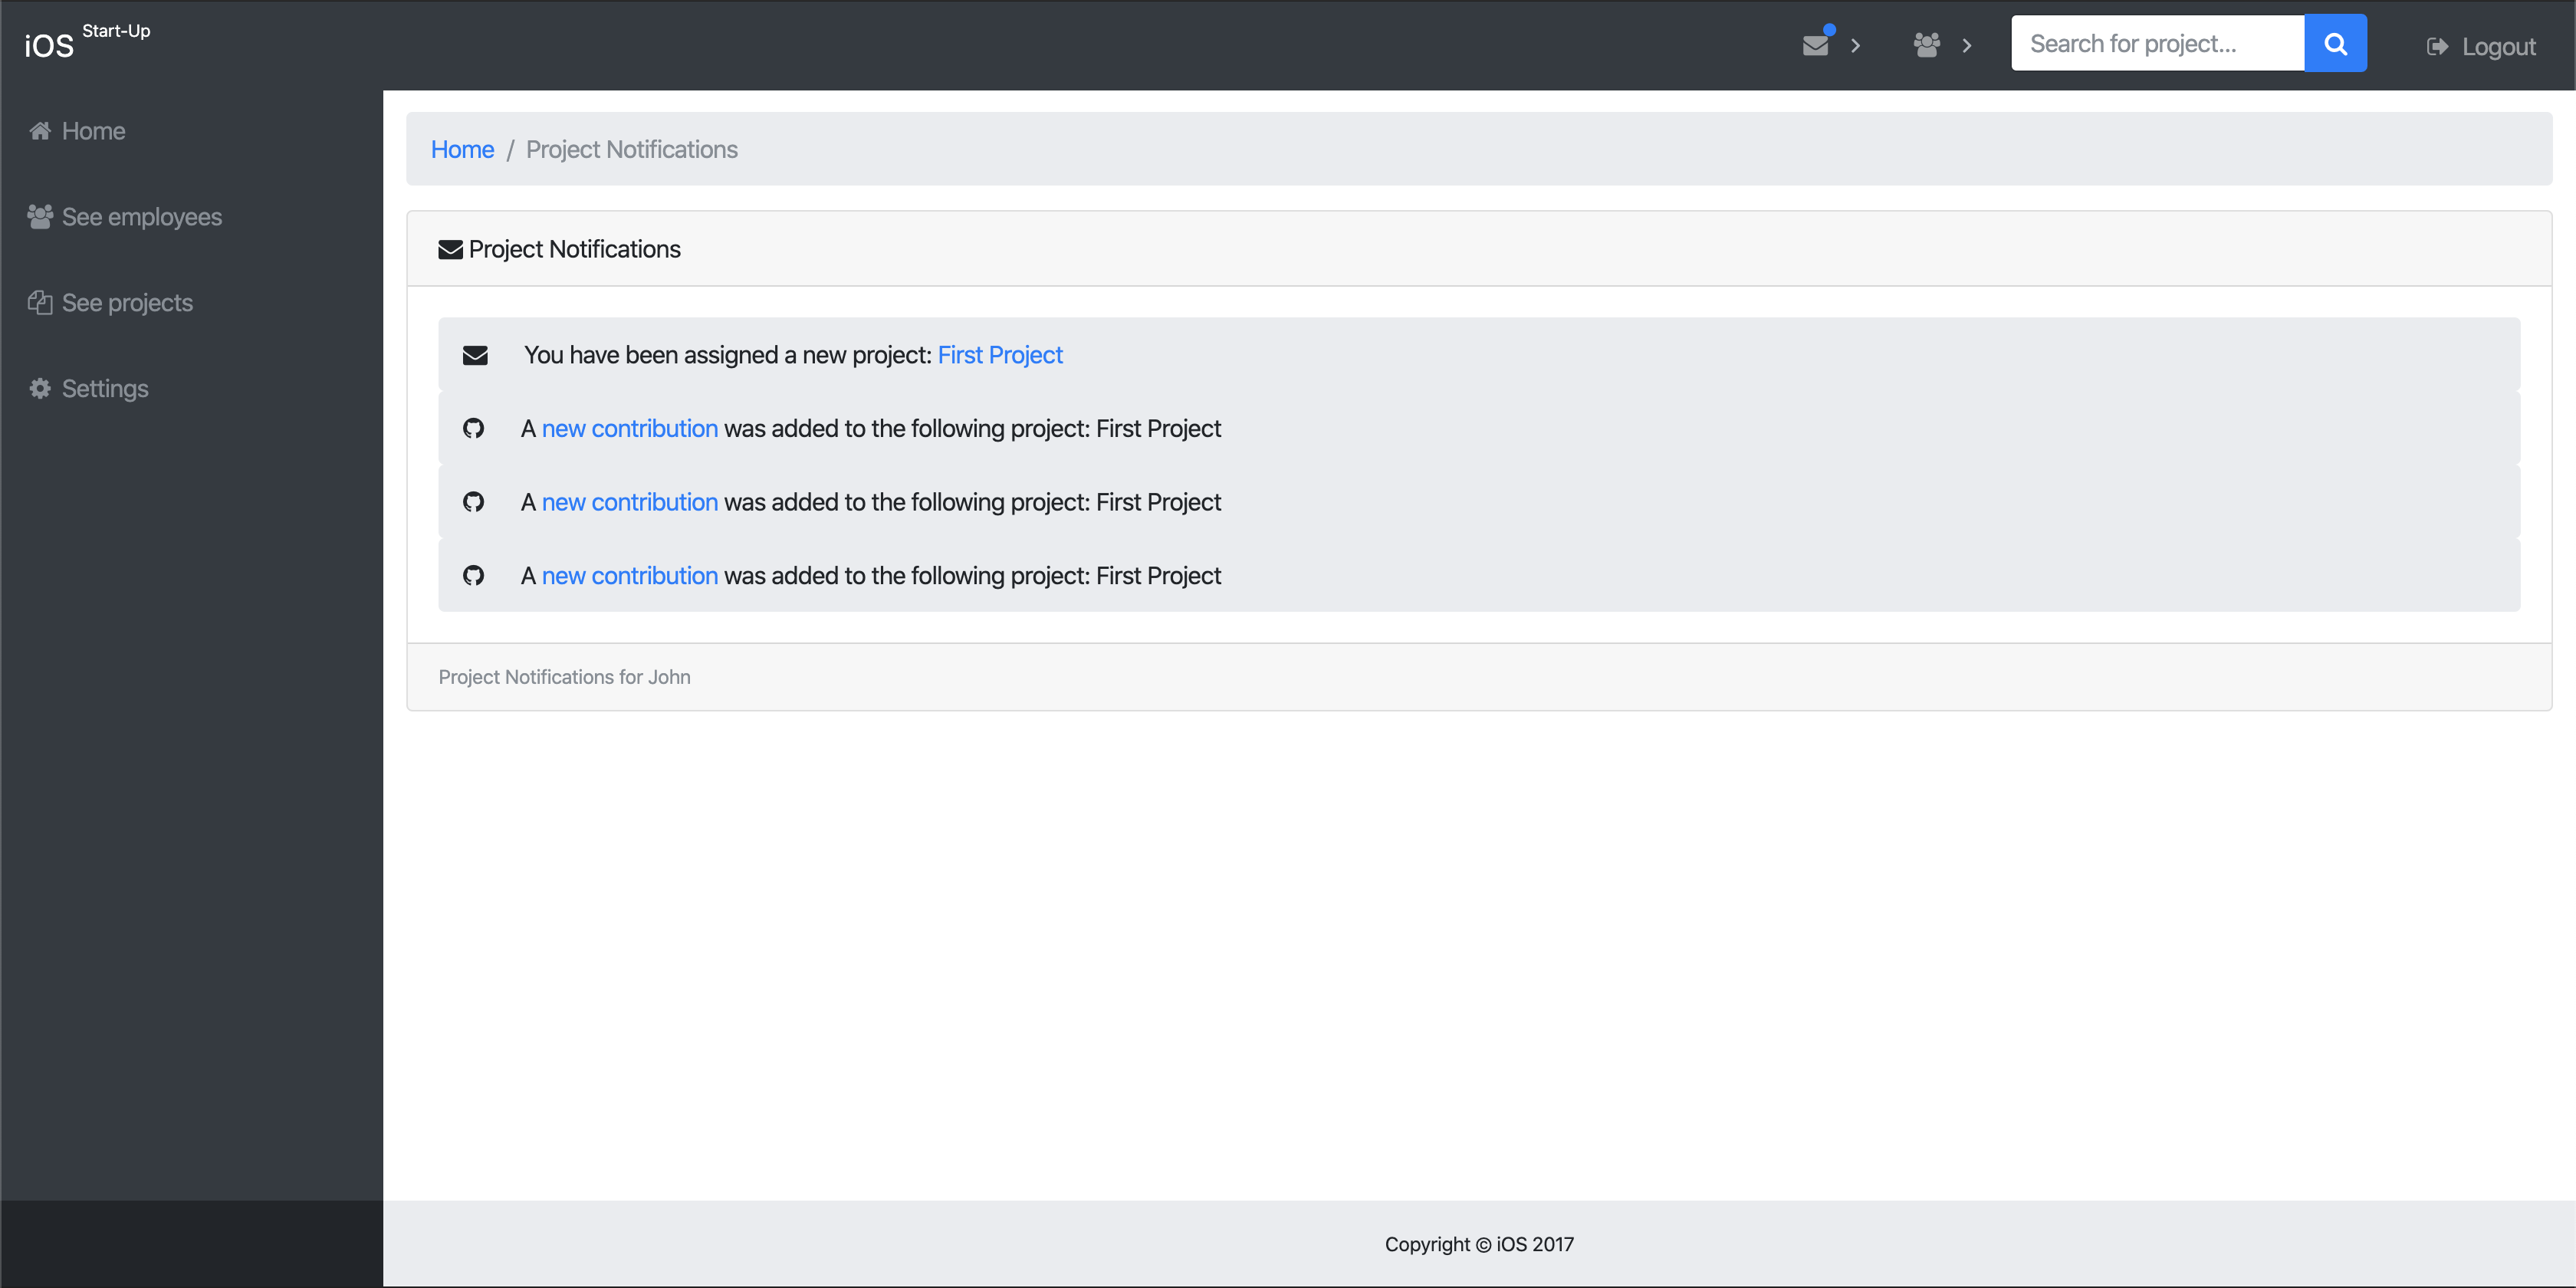 iOS Start-Up
Search for project...
Logout
Home
See employees
See projects
Settings
Home / Project Notifications
Project Notifications
You have been assigned a new project: First Project
A new contribution was added to the following project: First Project
A new contribution was added to the following project: First Project
A new contribution was added to the following project: First Project
Project Notifications for John
Copyright © iOS 2017